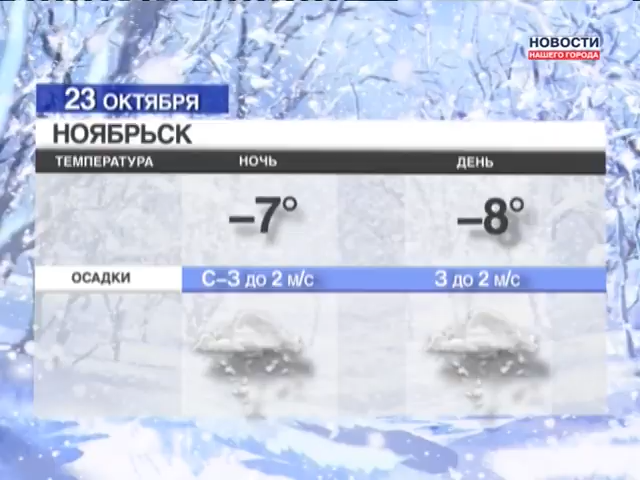 НОВОСТИ
НАШЕГО ГОРОДА
23 ОКТЯБРЯ
НОЯБРЬСК
ТЕМПЕРАТУРА НОЧЬ ДЕНЬ
–7° –8°
ОСАДКИ С–З ДО 2 М/С З ДО 2 М/С